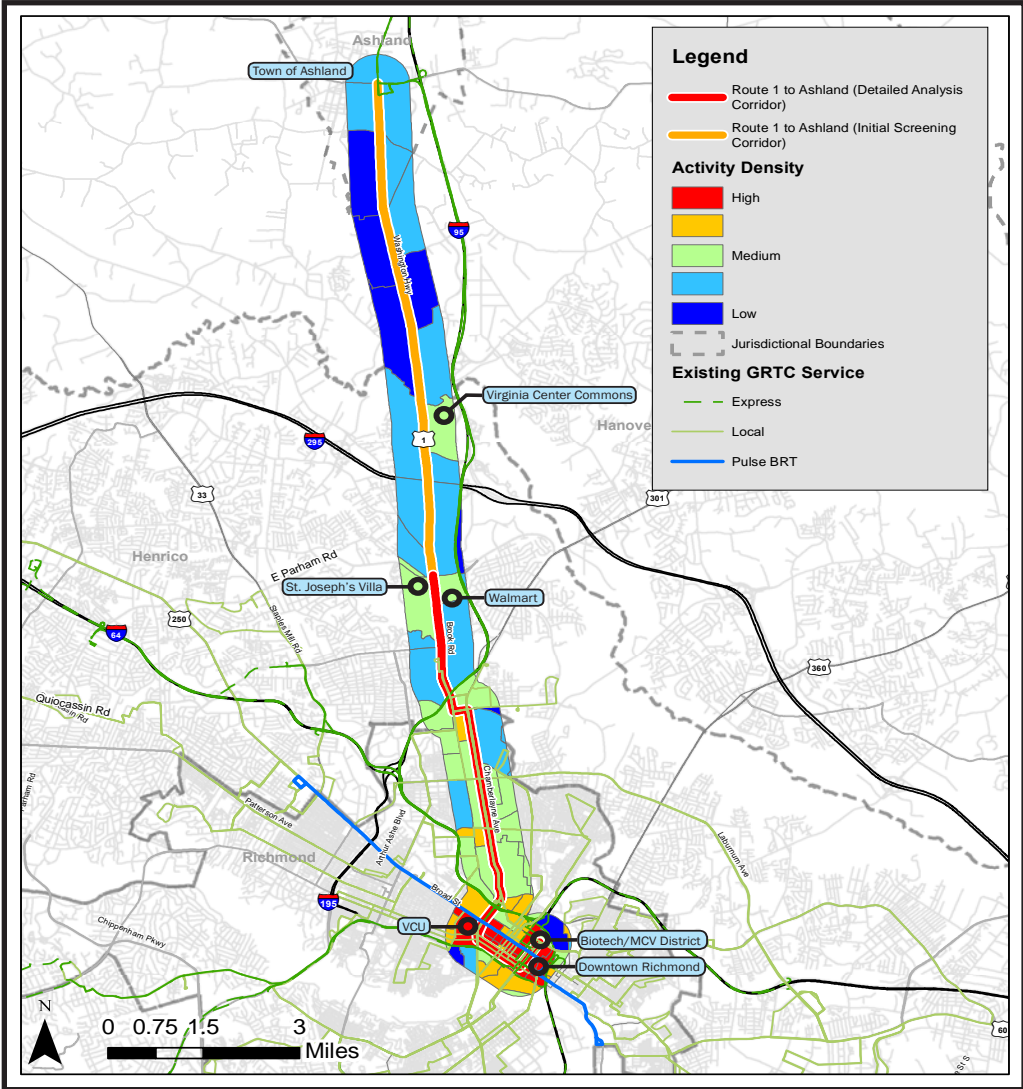 Ashland
Town of Ashland
Legend
Route 1 to Ashland (Detailed Analysis
Corridor)
Route 1 to Ashland (Initial Screening
Corridor)
Activity Density
High
Medium
Low
Jurisdictional Boundaries
Existing GRTC Service
Express
Local
Pulse BRT
95
Washington Hwy
Virginia Center Commons
Hanove
1
295
33
301
Henrico
E Parham Rd
St. Joseph's Villa
Walmart
250
Staples Mill Rd
64
Brook Rd
360
Quiocassin Rd
Parham Rd
Patterson Ave
Chamberlayne Ave
Arthur Ashe Blvd
Laburnum Ave
Richmond
195
Broad St
Chippenham Pkwy
VCU
Biotech/MCV District
Downtown Richmond
N
0 0.75 1.5 3
Miles
60